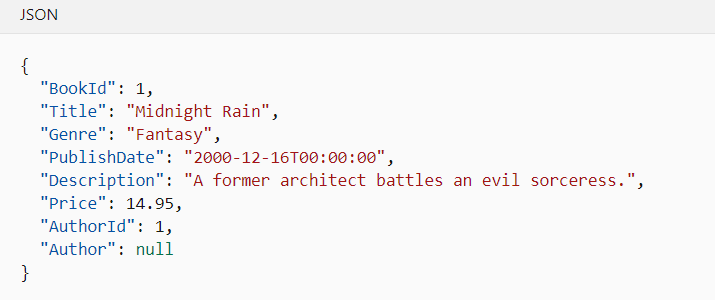 JSON
{
"BookId": 1,
"Title": "Midnight Rain",
"Genre": "Fantasy",
"PublishDate": "2000-12-16T00:00:00",
"Description": "A former architect battles an evil sorceress.",
"Price": 14.95,
"AuthorId": 1,
"Author": null
}